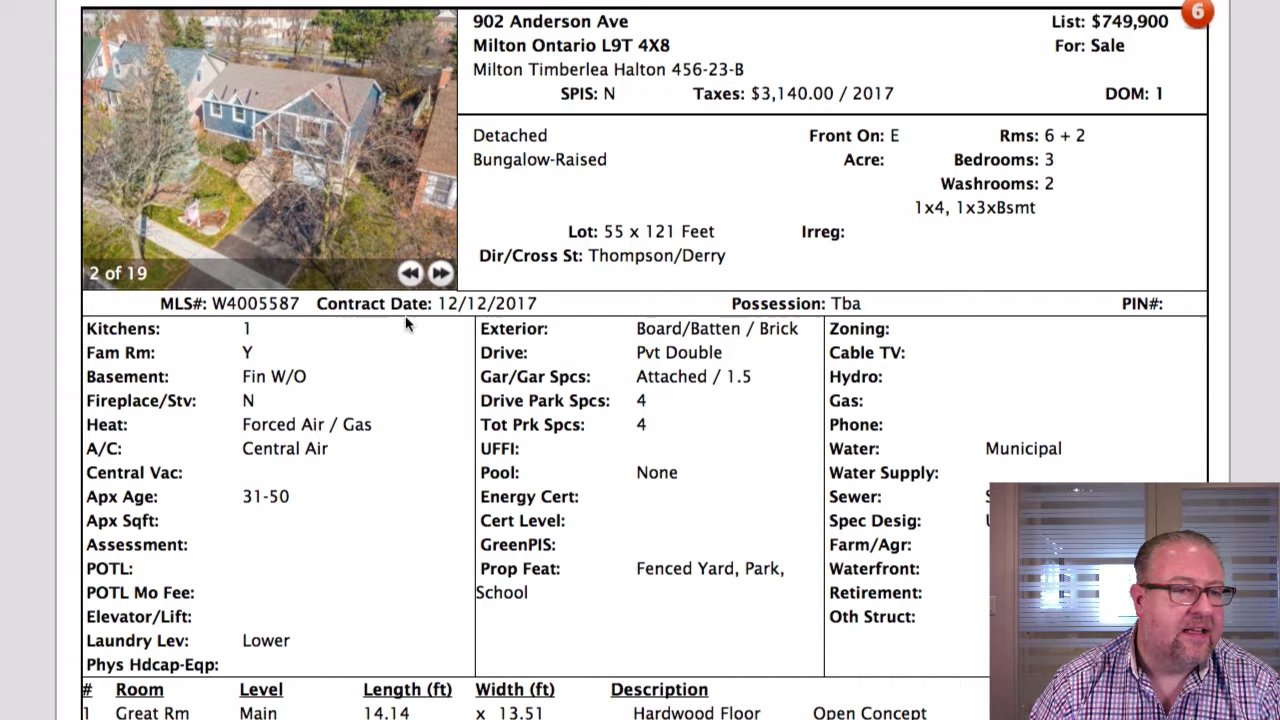 902 Anderson Ave List: $749,900 6
Milton Ontario L9T 4X8 For: Sale
Milton Timberlea Halton 456-23-B
SPIS: N Taxes: $3,140.00 / 2017 DOM: 1
Detached Front On: E Rms: 6 + 2
Bungalow-Raised Acre: Bedrooms: 3
Washrooms: 2
1x4, 1x3xBsmt
Lot: 55 x 121 Feet Irreg:
Dir/Cross St: Thompson/Derry
2 of 19
MLS#: W4005587 Contract Date: 12/12/2017 Possession: Tba PIN#:
Kitchens: 1 Exterior: Board/Batten / Brick Zoning:
Fam Rm: Y Drive: Pvt Double Cable TV:
Basement: Fin W/O Gar/Gar Spcs: Attached / 1.5 Hydro:
Fireplace/Stv: N Drive Park Spcs: 4 Gas:
Heat: Forced Air / Gas Tot Prk Spcs: 4 Phone:
A/C: Central Air UFFI: Water: Municipal
Central Vac: Pool: None Water Supply:
Apx Age: 31-50 Energy Cert: Sewer:
Apx Sqft: Cert Level: Spec Desig:
Assessment: GreenPIS: Farm/Agr:
POTL: Prop Feat: Fenced Yard, Park, Waterfront:
POTL Mo Fee: School Retirement:
Elevator/Lift: Oth Struct:
Laundry Lev: Lower
Phys Hdcap-Eqp:
# Room Level Length (ft) Width (ft) Description
1 Great Rm Main 14.14 x 13.51 Hardwood Floor Open Concept